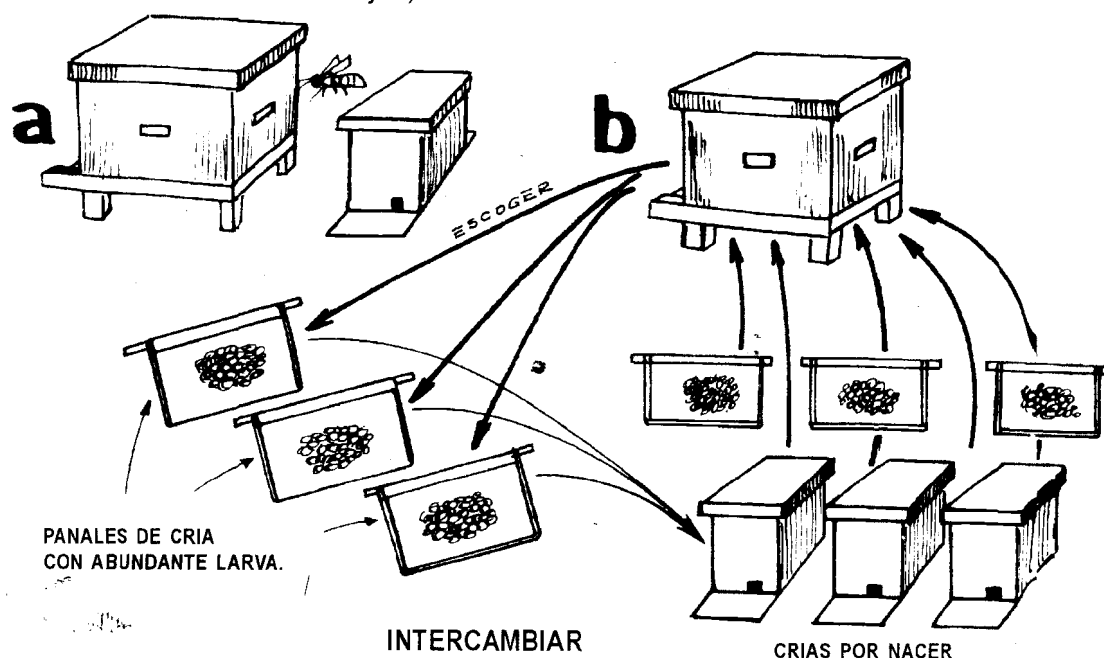 a
b
ESCOGER
PANALES DE CRIA
CON ABUNDANTE LARVA.
INTERCAMBIAR
CRIAS POR NACER